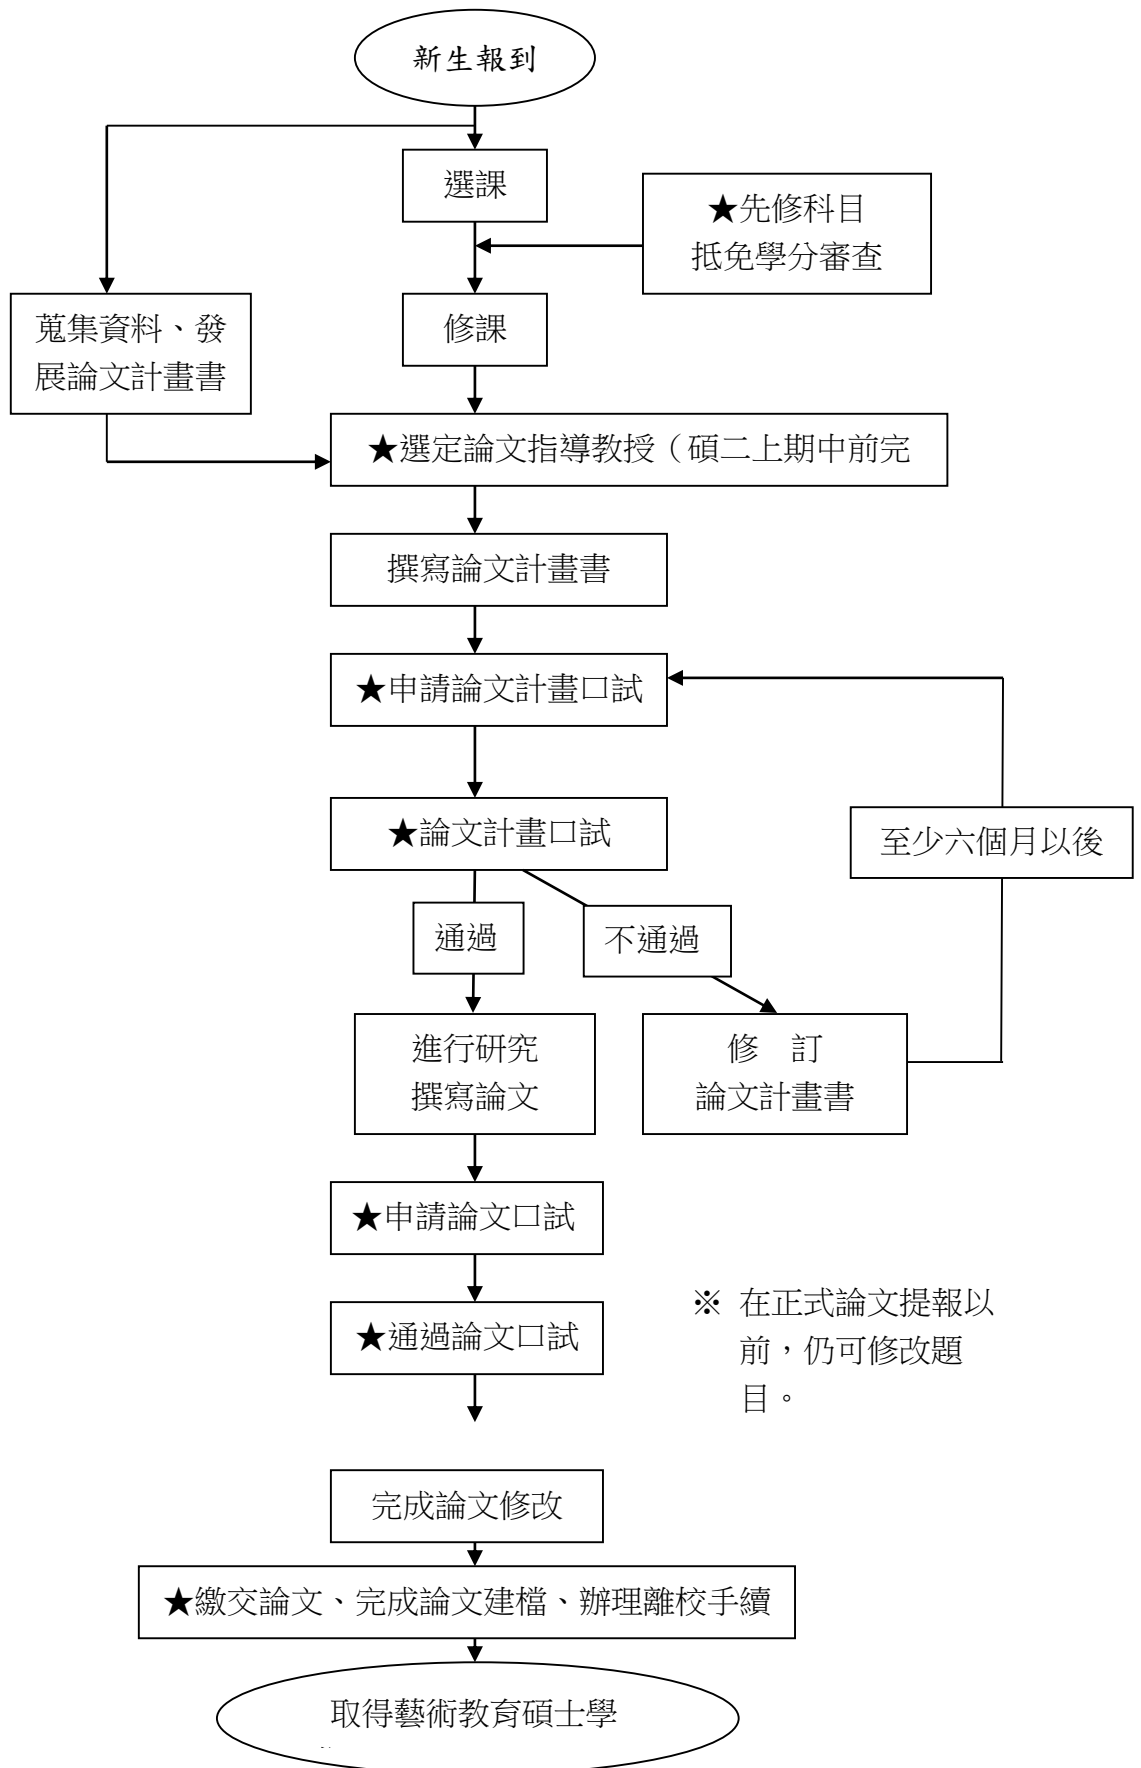 新生報到
選課
★先修科目
抵免學分審查
蒐集資料、發
展論文計畫書
修課
★選定論文指導教授（碩二上期中前完
撰寫論文計畫書
★申請論文計畫口試
★論文計畫口試
至少六個月以後
通過
不通過
進行研究
撰寫論文
修　訂
論文計畫書
★申請論文口試
※ 在正式論文提報以
前，仍可修改題
目。
★通過論文口試
完成論文修改
★繳交論文、完成論文建檔、辦理離校手續
取得藝術教育碩士學